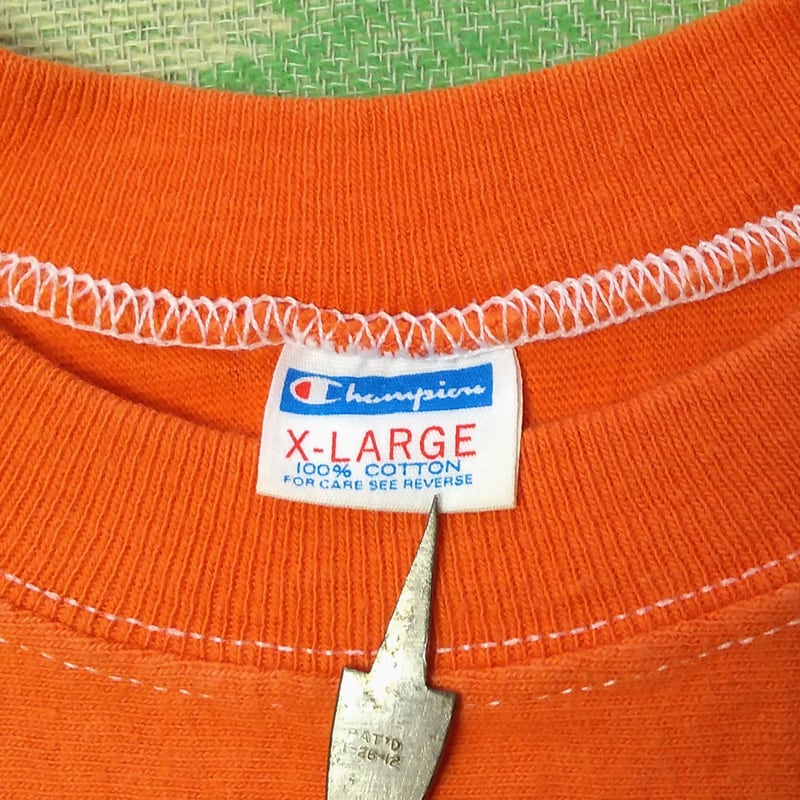 Champion
X-LARGE
100% COTTON
FOR CARE SEE REVERSE
PAT'D
1-26-12